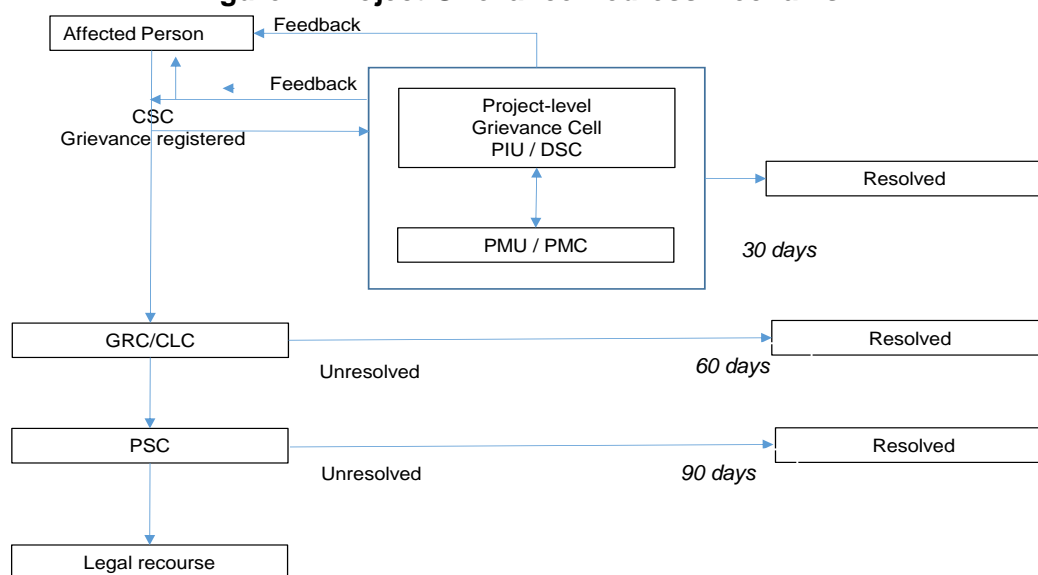 Affected Person
Feedback
Feedback
CSC
Grievance registered
Project-level
Grievance Cell
PIU / DSC
Resolved
PMU / PMC
30 days
GRC/CLC
Resolved
Unresolved
60 days
PSC
Resolved
Unresolved
90 days
Legal recourse